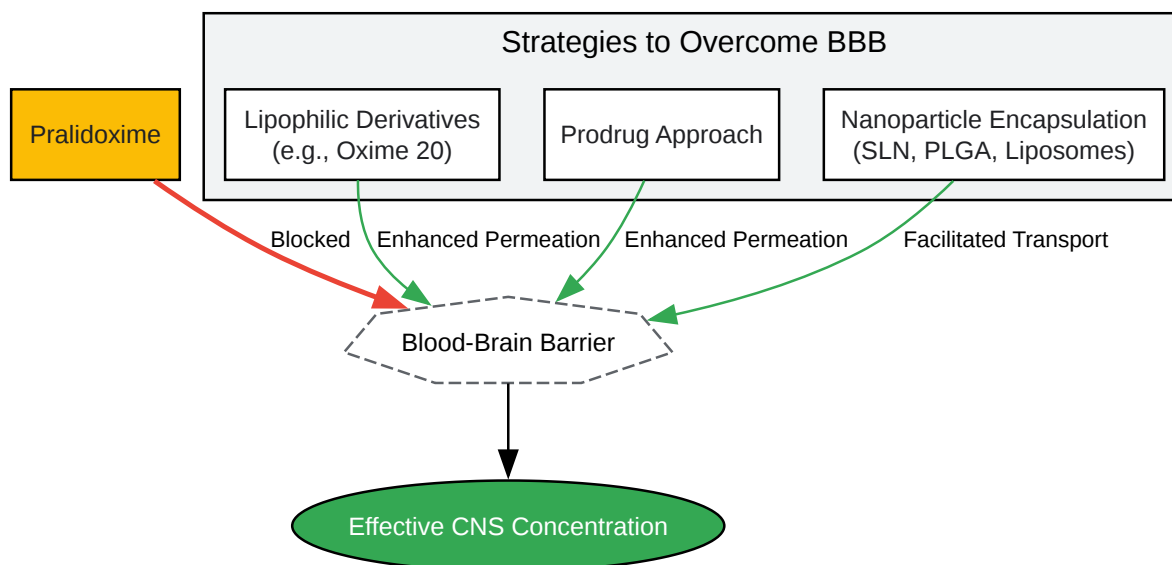 Strategies to Overcome BBB
Pralidoxime
Lipophilic Derivatives
(e.g., Oxime 20)
Prodrug Approach
Nanoparticle Encapsulation
(SLN, PLGA, Liposomes)
Blocked
Enhanced Permeation
Enhanced Permeation
Facilitated Transport
Blood-Brain Barrier
Effective CNS Concentration